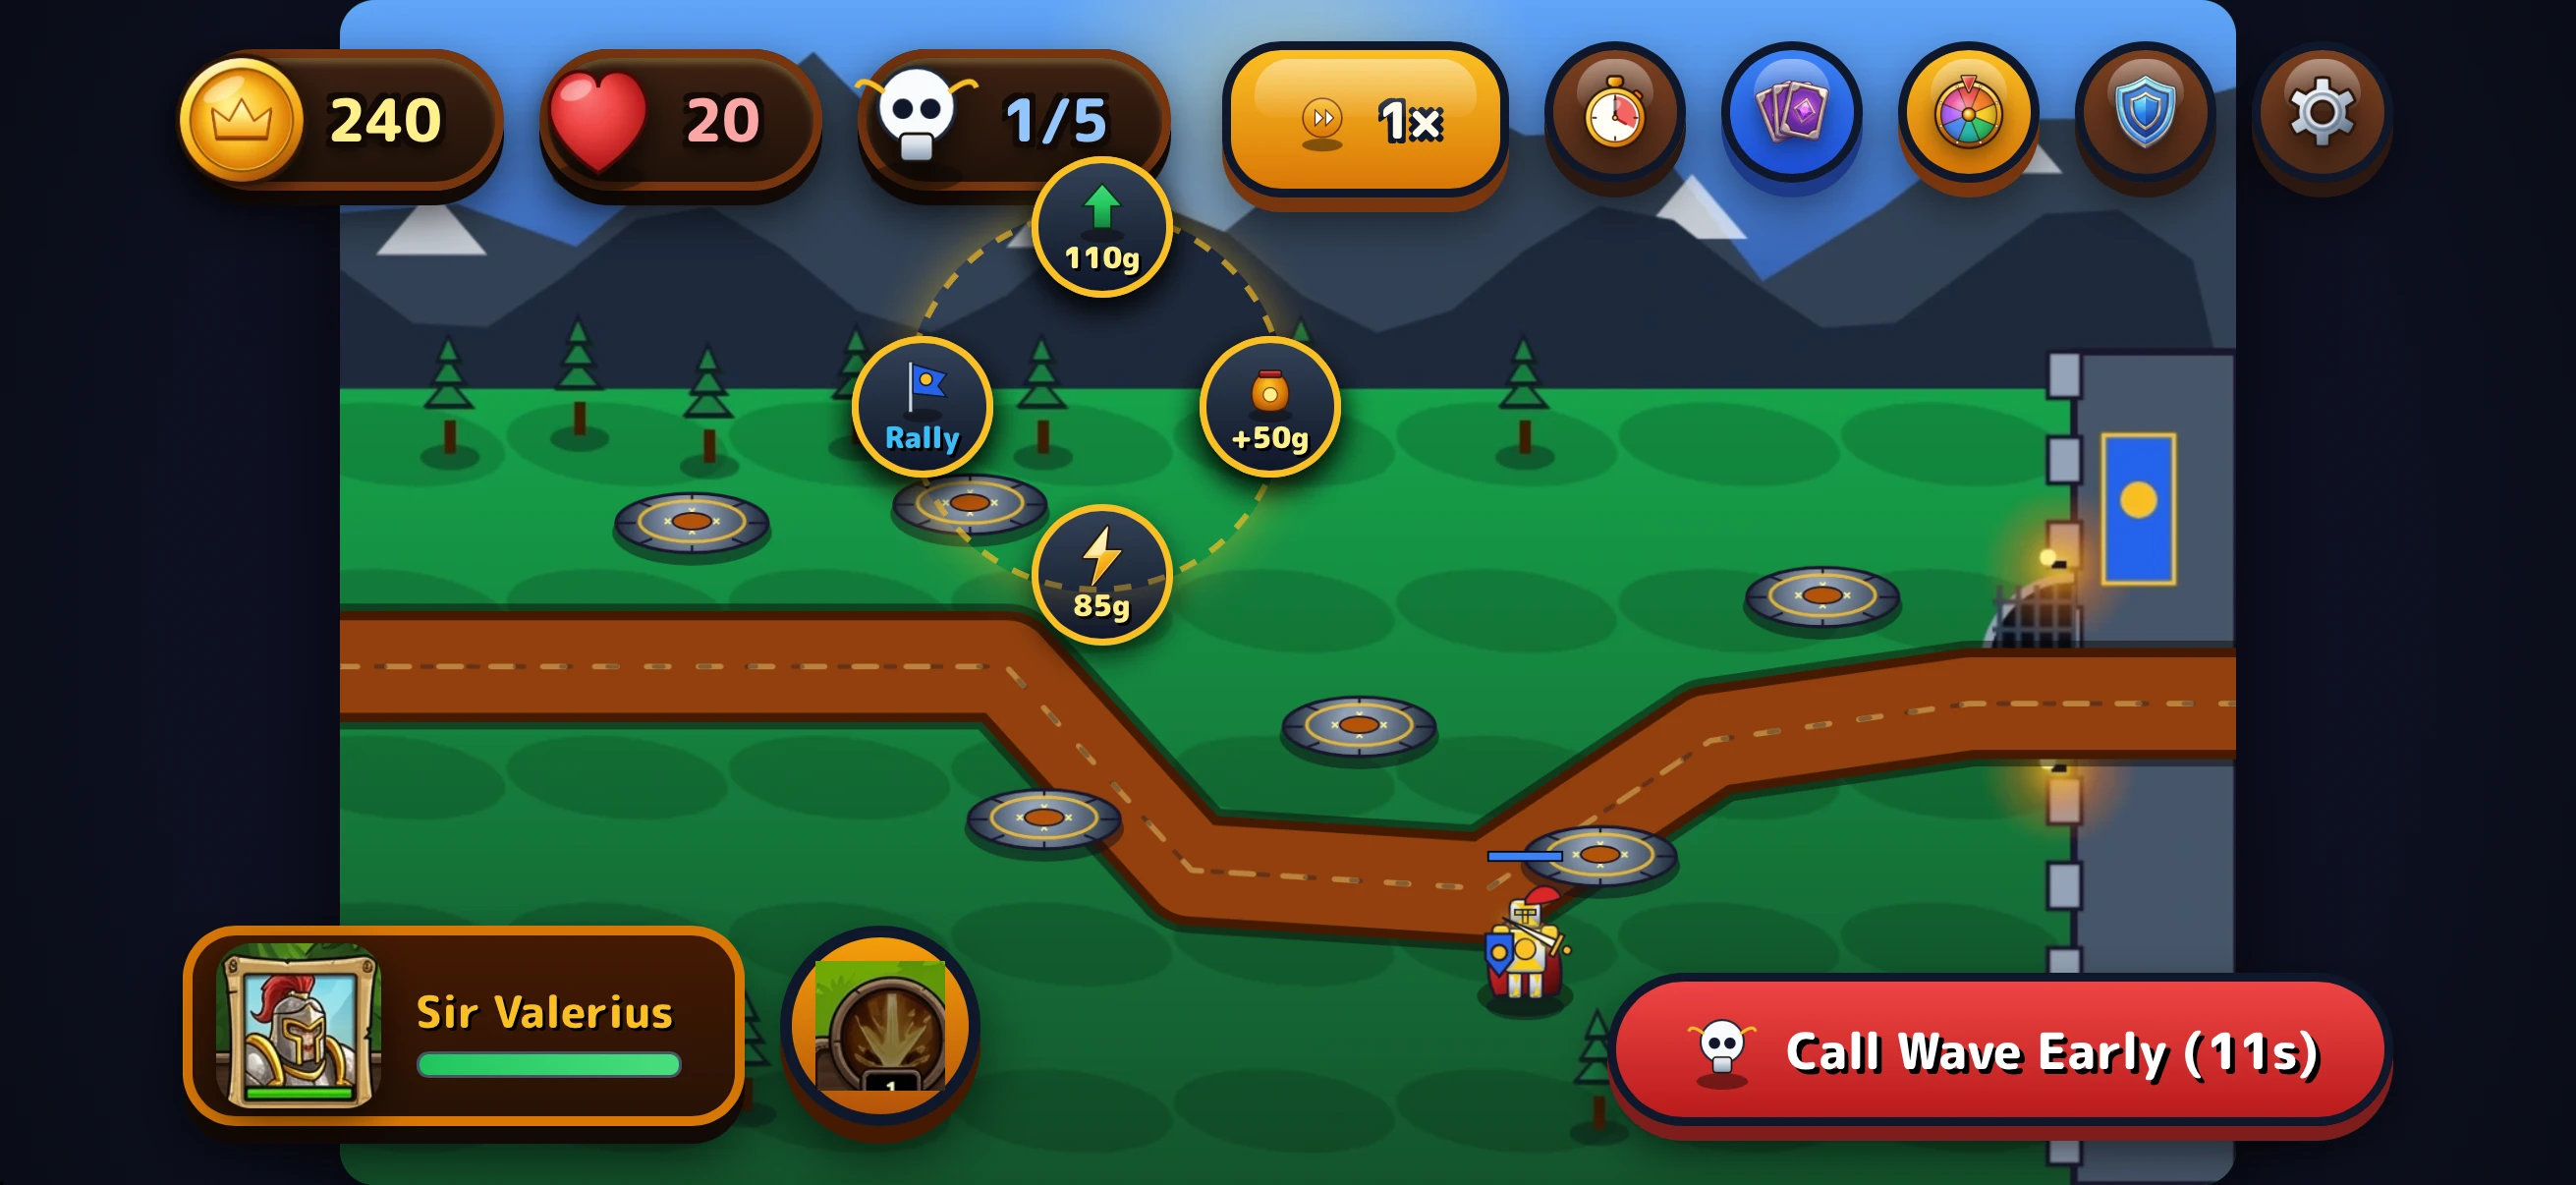 240
20
1/5
1x
110g
Rally
+50g
85g
Sir Valerius
1
Call Wave Early (11s)